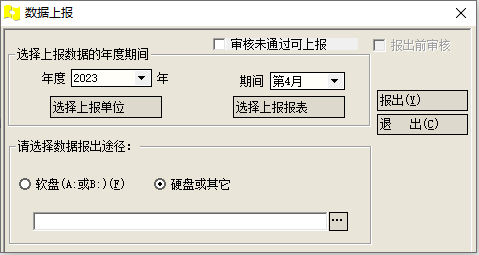 数据上报
审核未通过可上报
报出前审核
选择上报数据的年度期间
年度 2023 年 期间 第4月
选择上报单位 选择上报报表
报出(Y)
退 出(C)
请选择数据报出途径：
软盘(A:或B:)(F) 硬盘或其它
...